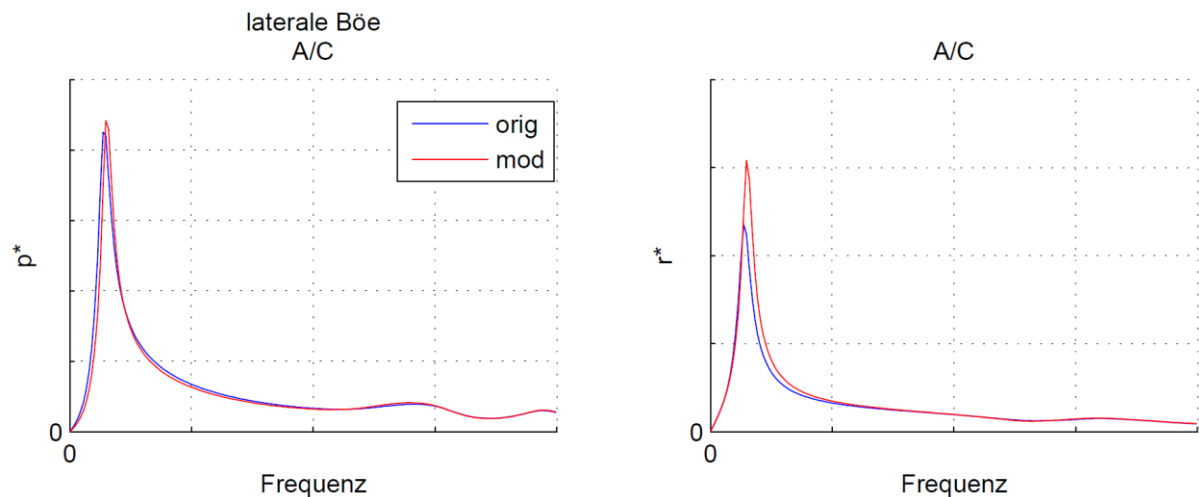 laterale Böe
A/C
orig
mod
p*
0
0
Frequenz
A/C
r*
0
0
Frequenz